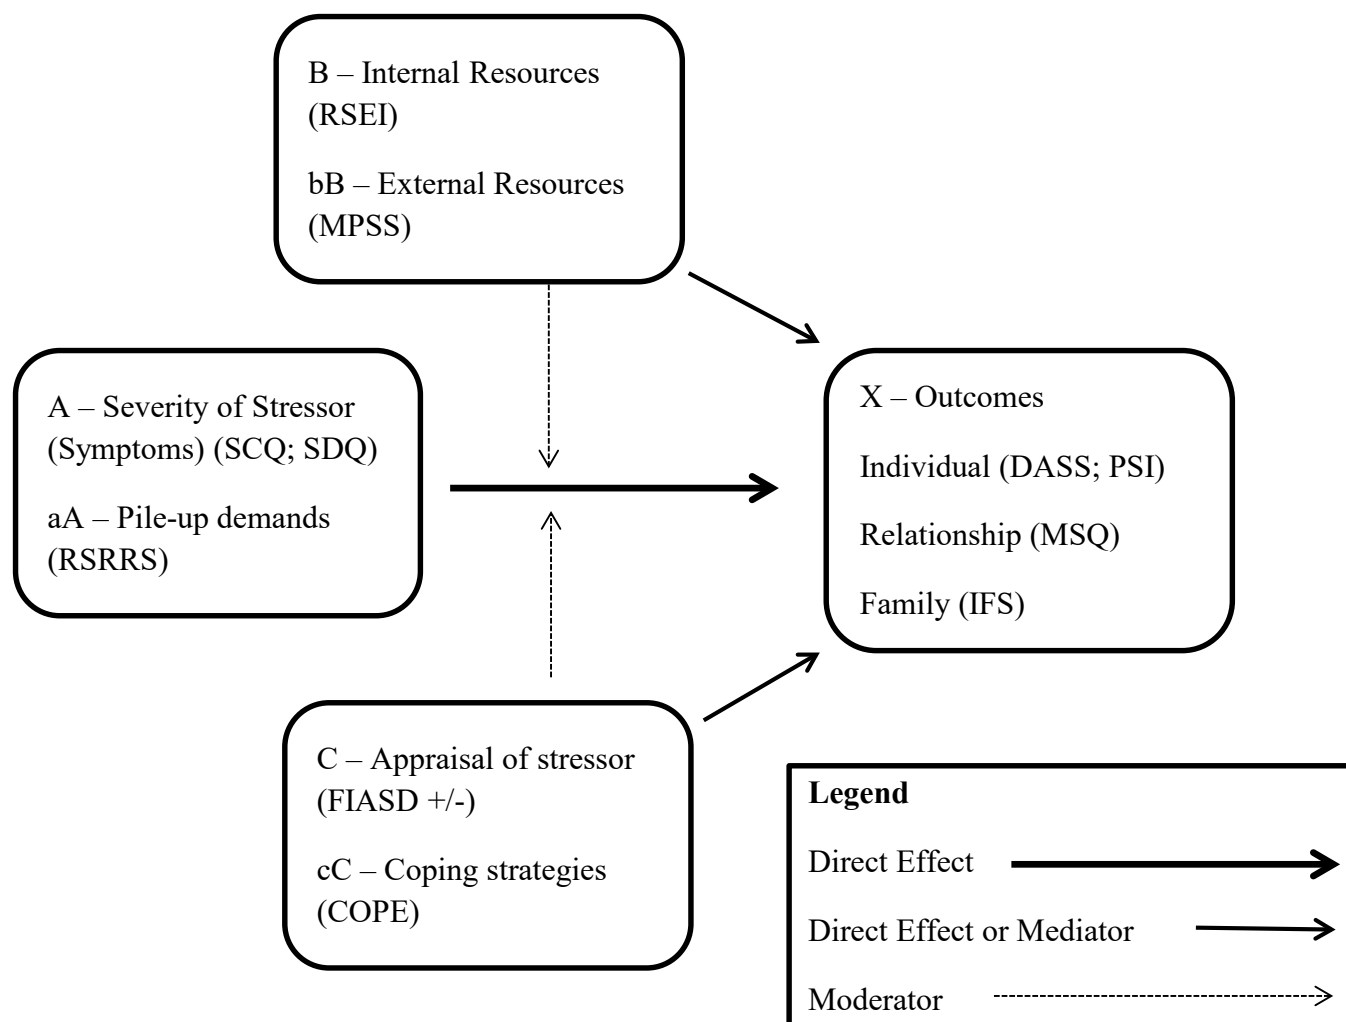 B – Internal Resources
(RSEI)
bB – External Resources
(MPSS)
A – Severity of Stressor
(Symptoms) (SCQ; SDQ)
aA – Pile-up demands
(RSRRS)
X – Outcomes
Individual (DASS; PSI)
Relationship (MSQ)
Family (IFS)
C – Appraisal of stressor
(FIASD +/-)
cC – Coping strategies
(COPE)
Legend
Direct Effect
Direct Effect or Mediator
Moderator